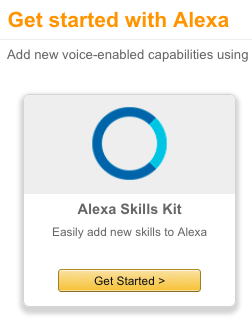 Get started with Alexa
Add new voice-enabled capabilities using
Alexa Skills Kit
Easily add new skills to Alexa
Get Started >